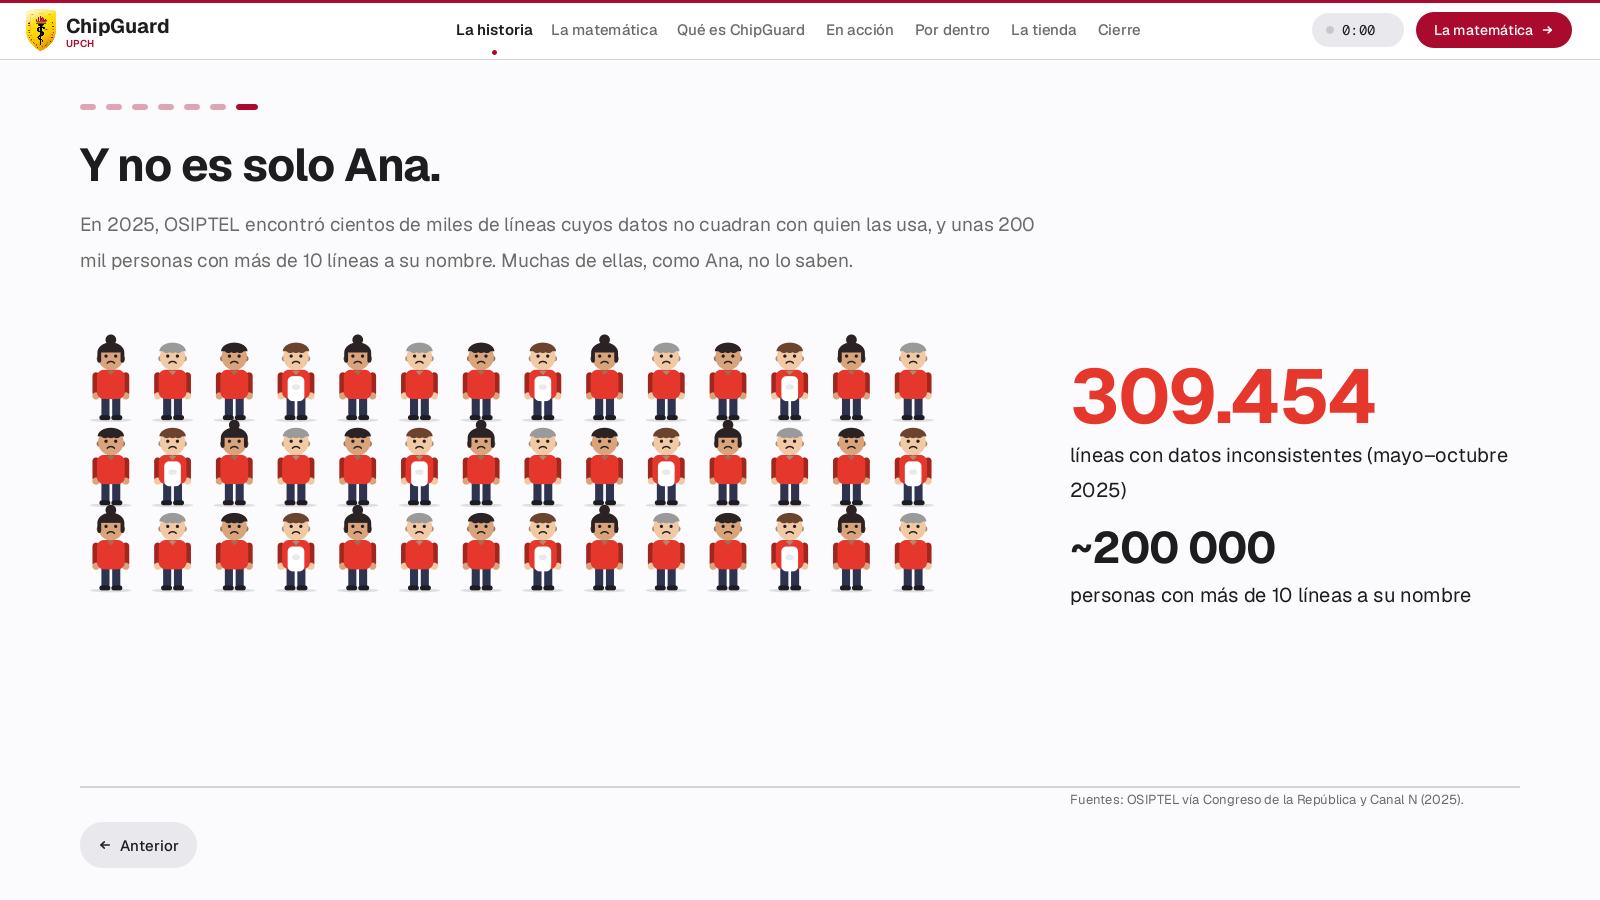 ChipGuard
UPCH
La historia
La matemática
Qué es ChipGuard
En acción
Por dentro
La tienda
Cierre
0:00
La matemática →
Y no es solo Ana.
En 2025, OSIPTEL encontró cientos de miles de líneas cuyos datos no cuadran con quien las usa, y unas 200
mil personas con más de 10 líneas a su nombre. Muchas de ellas, como Ana, no lo saben.
309.454
líneas con datos inconsistentes (mayo–octubre
2025)
~200 000
personas con más de 10 líneas a su nombre
Fuentes: OSIPTEL vía Congreso de la República y Canal N (2025).
← Anterior